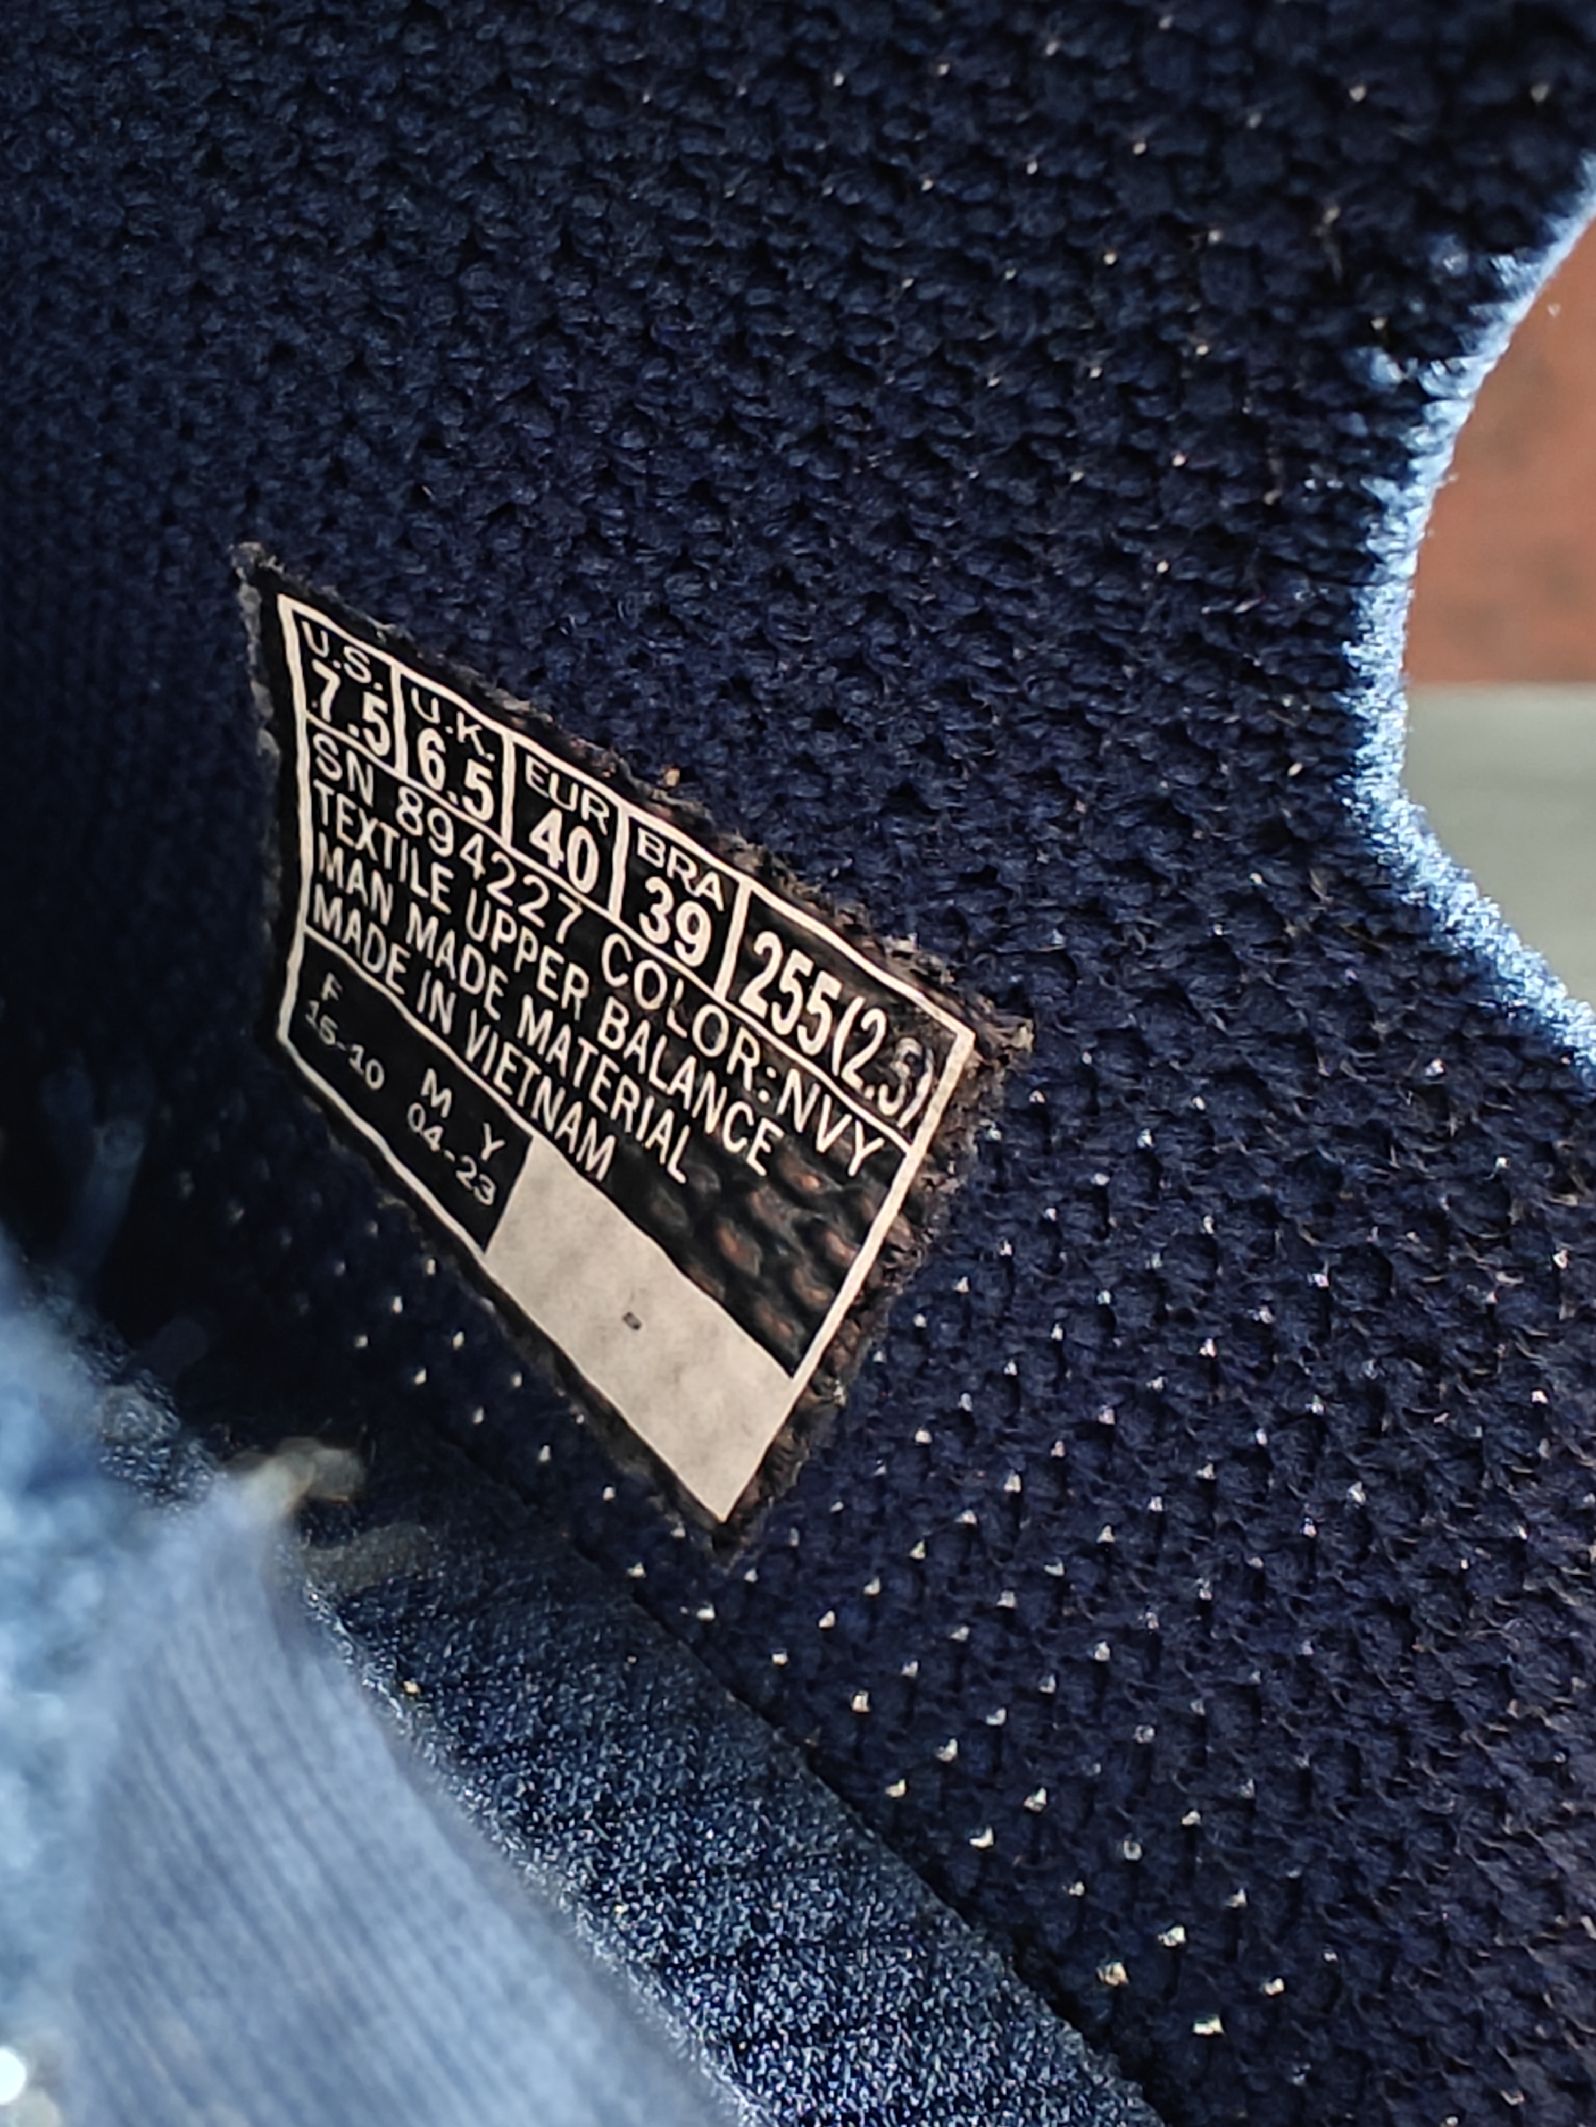 U.S. U.K. EUR BRA
7.5 6.5 40 39 255(2.5)
SN 894227 COLOR:NVY
TEXTILE UPPER BALANCE
MAN MADE MATERIAL
MADE IN VIETNAM
F M Y
15-10 04-23